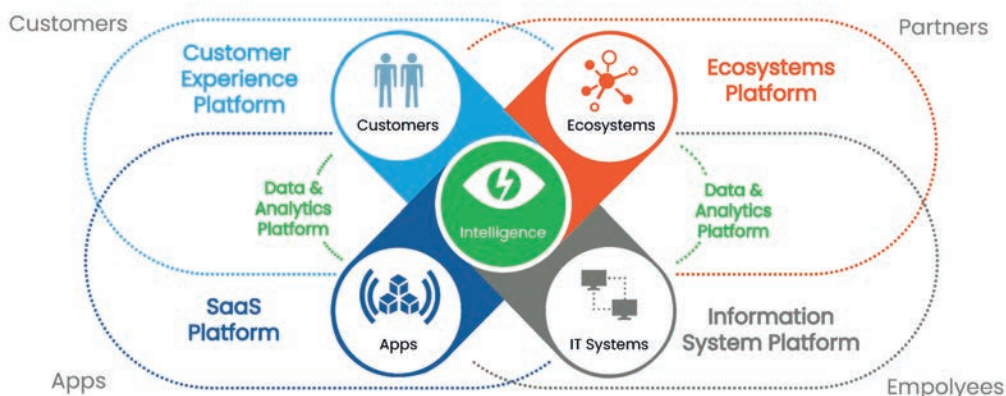 Customers
Partners
Customer
Experience
Platform
Customers
Ecosystems
Ecosystems
Platform
Data &
Analytics
Platform
Intelligence
Data &
Analytics
Platform
SaaS
Platform
Apps
IT Systems
Information
System Platform
Apps
Empolyees